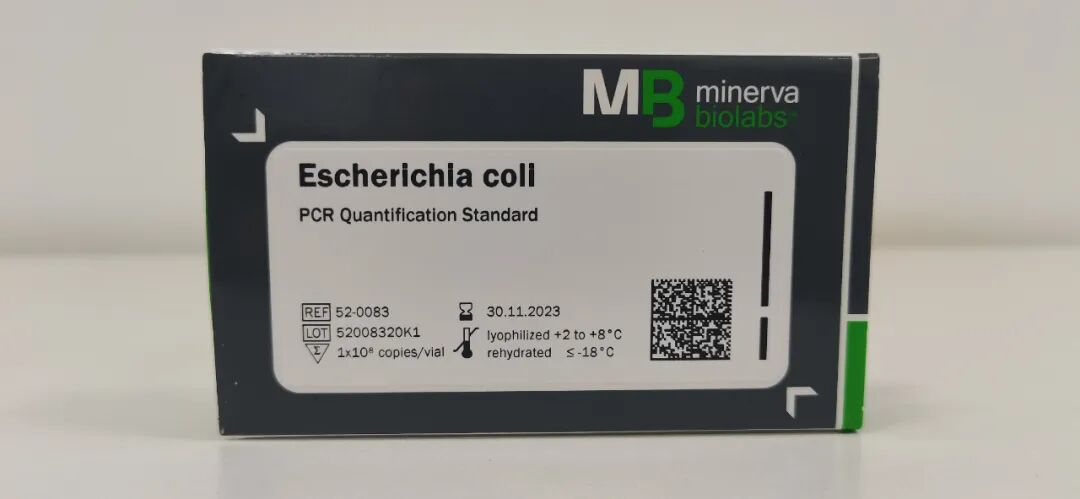 MB minerva
biolabs
Escherichia coli
PCR Quantification Standard
REF 52-0083
LOT 52008320K1
Σ 1x10⁸ copies/vial
30.11.2023
lyophilized +2 to +8°C
rehydrated ≤ -18°C